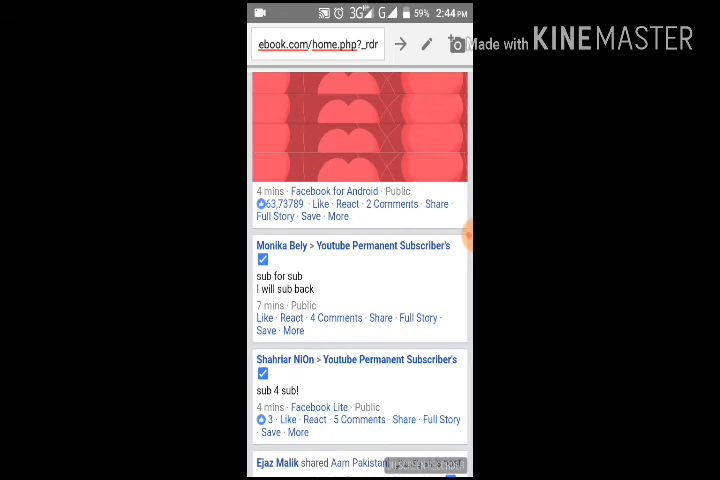 3G G 59% 2:44 PM
ebook.com/home.php?_rdr
Made with KINEMASTER
4 mins · Facebook for Android · Public
63,73789 · Like · React · 2 Comments · Share ·
Full Story · Save · More
Monika Bely > Youtube Permanent Subscriber's
sub for sub
I will sub back
7 mins · Public
Like · React · 4 Comments · Share · Full Story ·
Save · More
Shahriar NiOn > Youtube Permanent Subscriber's
sub 4 sub!
4 mins · Facebook Lite · Public
3 · Like · React · 5 Comments · Share · Full Story
· Save · More
Ejaz Malik shared Aam Pakistani